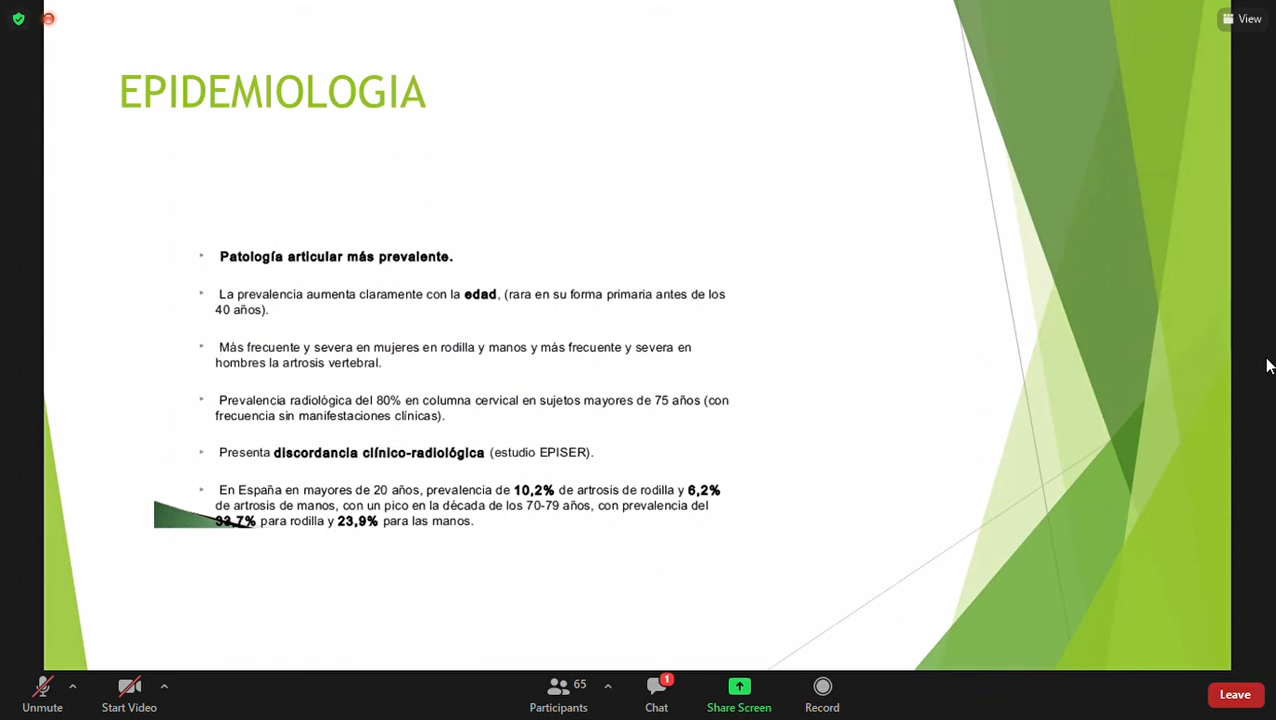 View
EPIDEMIOLOGIA
Patología articular más prevalente.
La prevalencia aumenta claramente con la edad, (rara en su forma primaria antes de los
40 años).
Más frecuente y severa en mujeres en rodilla y manos y más frecuente y severa en
hombres la artrosis vertebral.
Prevalencia radiológica del 80% en columna cervical en sujetos mayores de 75 años (con
frecuencia sin manifestaciones clínicas).
Presenta discordancia clínico-radiológica (estudio EPISER).
En España en mayores de 20 años, prevalencia de 10,2% de artrosis de rodilla y 6,2%
de artrosis de manos, con un pico en la década de los 70-79 años, con prevalencia del
33,7% para rodilla y 23,9% para las manos.
65
1
Unmute
Start Video
Participants
Chat
Share Screen
Record
Leave